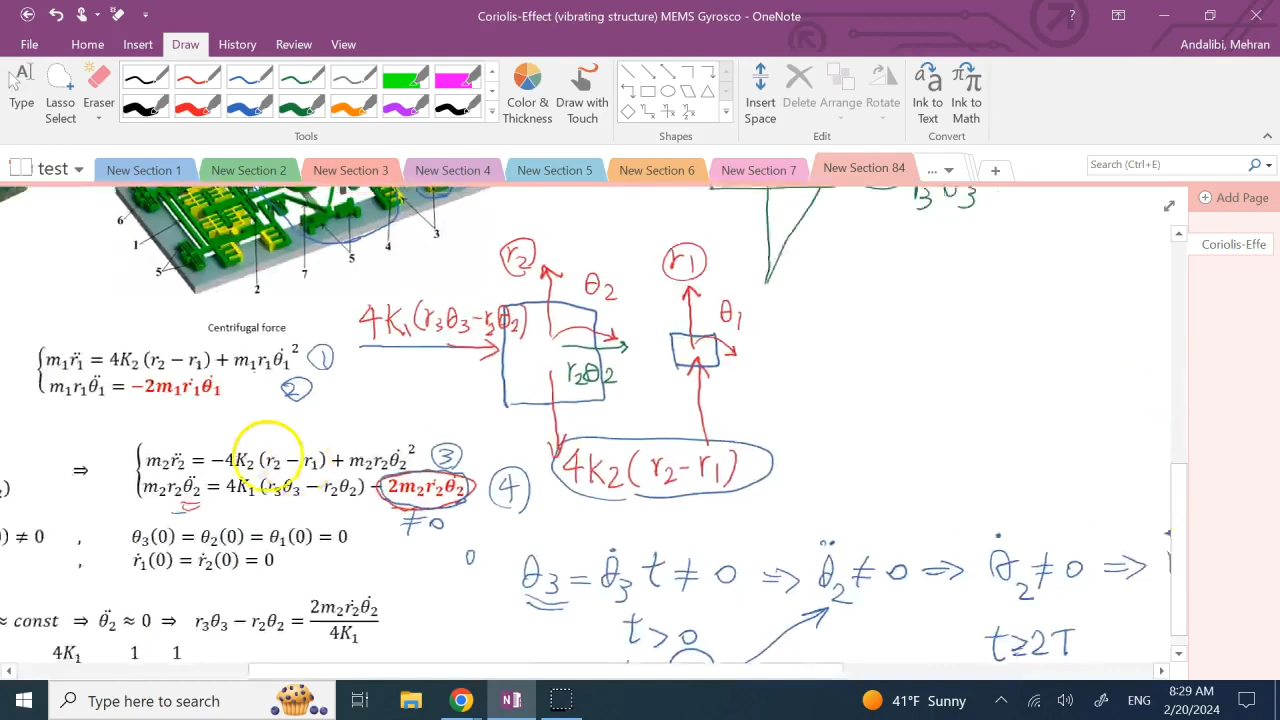 Coriolis-Effect (vibrating structure) MEMS Gyrosco - OneNote
?
Andalibi, Mehran
File Home Insert Draw History Review View
Type
Lasso Select
Eraser
Color & Thickness
Draw with Touch
Insert Space
Delete
Arrange
Rotate
Ink to Text
Ink to Math
Tools Shapes Edit Convert
test
New Section 1
New Section 2
New Section 3
New Section 4
New Section 5
New Section 6
New Section 7
New Section 84
...
Search (Ctrl+E)
Add Page
Coriolis-Effe
6
1
5
2
7
5
4
3
r₂
θ₂
r₁
θ₁
4K₁(r₃θ₃-r₂θ₂)
r₂θ₂
4K₂(r₂-r₁)
Centrifugal force
m₁r̈₁ = 4K₂(r₂ − r₁) + m₁r₁θ̇₁² ①
m₁r₁θ̈₁ = −2m₁ṙ₁θ̇₁ ②
⇒ m₂r̈₂ = −4K₂(r₂ − r₁) + m₂r₂θ̇₂² ③
₂) m₂r₂θ̈₂ = 4K₁(r₃θ₃ − r₂θ₂) − 2m₂ṙ₂θ̇₂ ④
≠0
) ≠ 0 , θ₃(0) = θ₂(0) = θ₁(0) = 0
, ṙ₁(0) = ṙ₂(0) = 0
0
θ₃ = θ̇₃ t ≠ 0 ⇒ θ̈₂ ≠ 0 ⇒ θ̇₂ ≠ 0 ⇒
t > 0
t ≥ 2T
≈ const ⇒ θ̈₂ ≈ 0 ⇒ r₃θ₃ − r₂θ₂ = 2m₂ṙ₂θ̇₂ / 4K₁
4K₁ 1 1
Type here to search
41°F Sunny
ENG
8:29 AM
2/20/2024